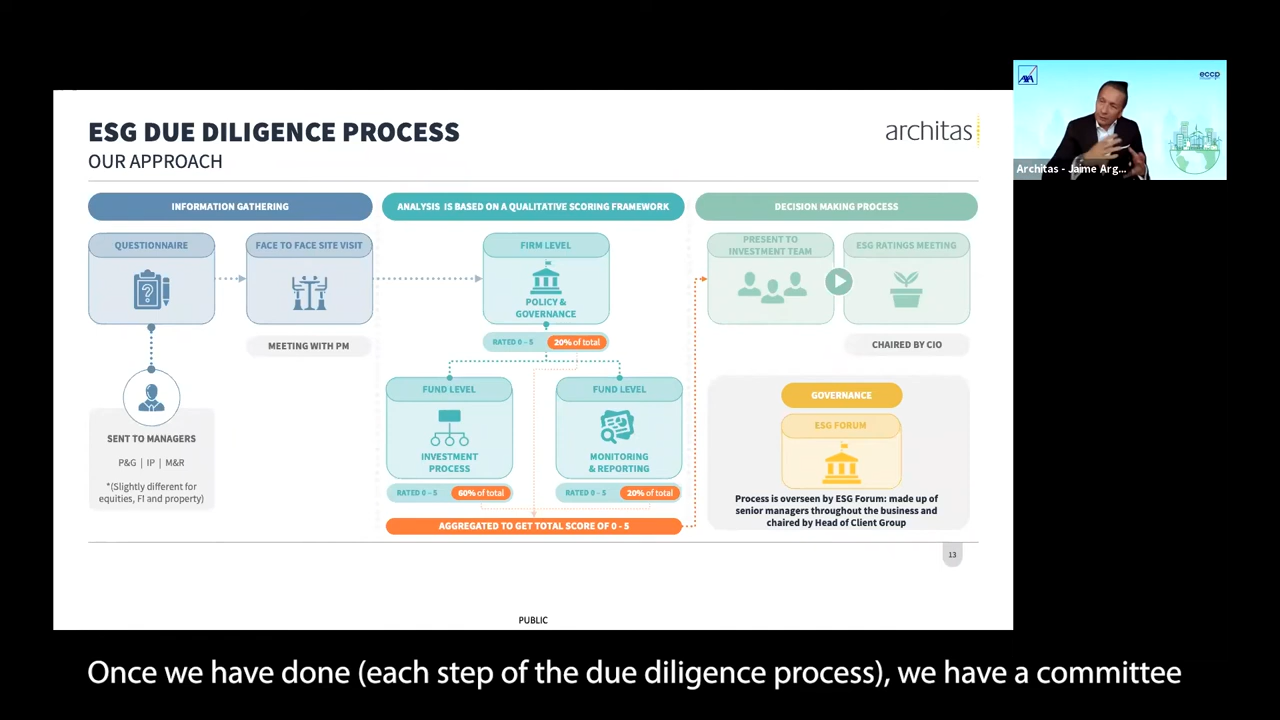 ESG DUE DILIGENCE PROCESS
OUR APPROACH
architas
AXA
eccp
Architas - Jaime Arg...
INFORMATION GATHERING
ANALYSIS IS BASED ON A QUALITATIVE SCORING FRAMEWORK
DECISION MAKING PROCESS
QUESTIONNAIRE
FACE TO FACE SITE VISIT
FIRM LEVEL
PRESENT TO
INVESTMENT TEAM
ESG RATINGS MEETING
?
POLICY &
GOVERNANCE
MEETING WITH PM
RATED 0 – 5
20% of total
CHAIRED BY CIO
SENT TO MANAGERS
P&G | IP | M&R
*(Slightly different for
equities, FI and property)
FUND LEVEL
INVESTMENT
PROCESS
RATED 0 – 5
60% of total
FUND LEVEL
MONITORING
& REPORTING
RATED 0 – 5
20% of total
AGGREGATED TO GET TOTAL SCORE OF 0 - 5
GOVERNANCE
ESG FORUM
Process is overseen by ESG Forum: made up of
senior managers throughout the business and
chaired by Head of Client Group
13
PUBLIC
Once we have done (each step of the due diligence process), we have a committee